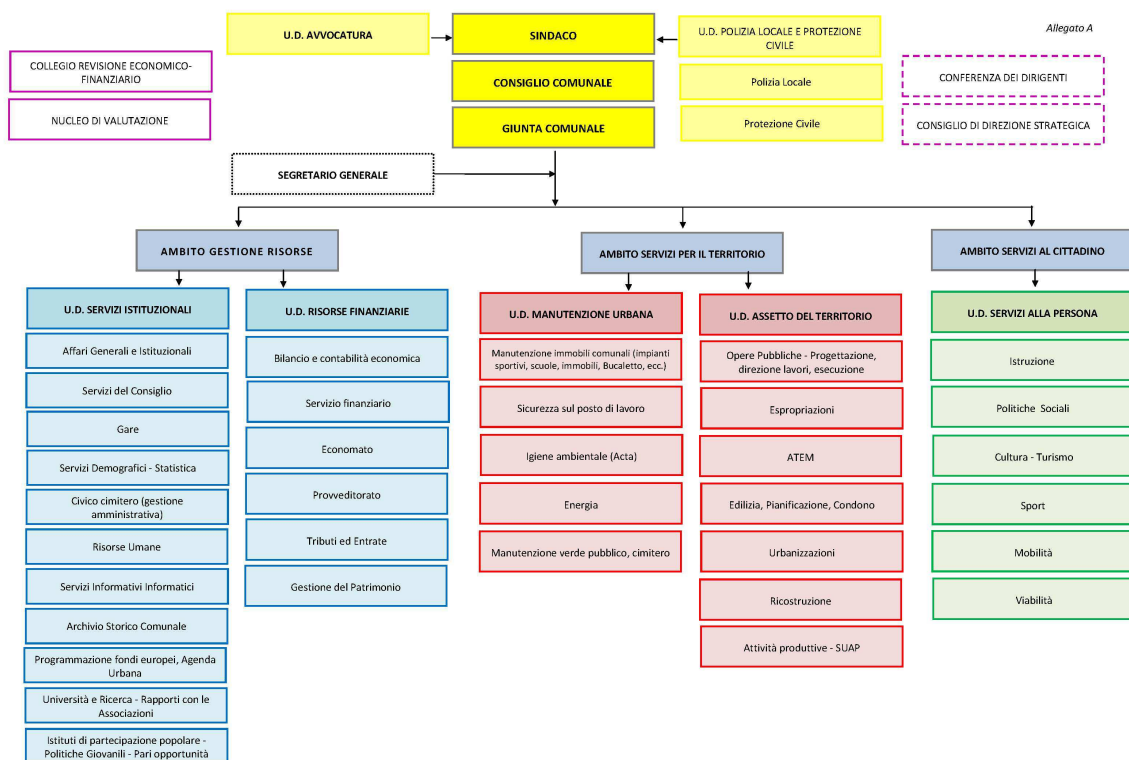 Allegato A
U.D. AVVOCATURA
SINDACO
U.D. POLIZIA LOCALE E PROTEZIONE
CIVILE
COLLEGIO REVISIONE ECONOMICO-
FINANZIARIO
CONSIGLIO COMUNALE
Polizia Locale
CONFERENZA DEI DIRIGENTI
NUCLEO DI VALUTAZIONE
GIUNTA COMUNALE
Protezione Civile
CONSIGLIO DI DIREZIONE STRATEGICA
SEGRETARIO GENERALE
AMBITO GESTIONE RISORSE
AMBITO SERVIZI PER IL TERRITORIO
AMBITO SERVIZI AL CITTADINO
U.D. SERVIZI ISTITUZIONALI
Affari Generali e Istituzionali
Servizi del Consiglio
Gare
Servizi Demografici - Statistica
Civico cimitero (gestione
amministrativa)
Risorse Umane
Servizi Informativi Informatici
Archivio Storico Comunale
Programmazione fondi europei, Agenda
Urbana
Università e Ricerca - Rapporti con le
Associazioni
Istituti di partecipazione popolare -
Politiche Giovanili - Pari opportunità
U.D. RISORSE FINANZIARIE
Bilancio e contabilità economica
Servizio finanziario
Economato
Provveditorato
Tributi ed Entrate
Gestione del Patrimonio
U.D. MANUTENZIONE URBANA
Manutenzione immobili comunali (impianti
sportivi, scuole, immobili, Bucaletto, ecc.)
Sicurezza sul posto di lavoro
Igiene ambientale (Acta)
Energia
Manutenzione verde pubblico, cimitero
U.D. ASSETTO DEL TERRITORIO
Opere Pubbliche - Progettazione,
direzione lavori, esecuzione
Espropriazioni
ATEM
Edilizia, Pianificazione, Condono
Urbanizzazioni
Ricostruzione
Attività produttive - SUAP
U.D. SERVIZI ALLA PERSONA
Istruzione
Politiche Sociali
Cultura - Turismo
Sport
Mobilità
Viabilità